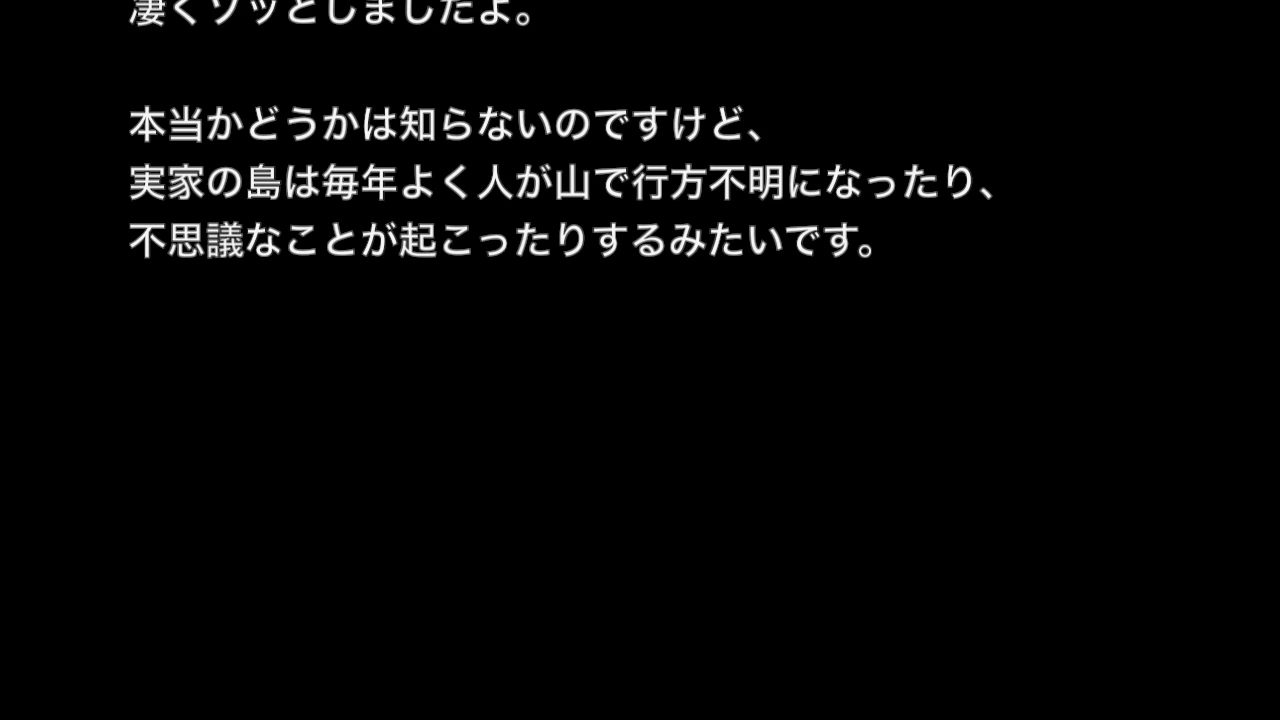 凄くゾッとしましたよ。
本当かどうかは知らないのですけど、
実家の島は毎年よく人が山で行方不明になったり、
不思議なことが起こったりするみたいです。